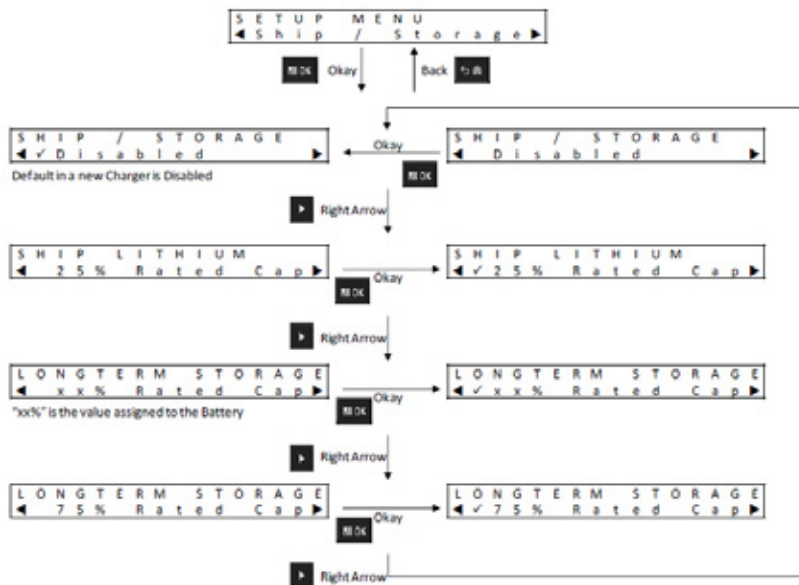 SETUP MENU
◀Ship / Storage▶
OK Okay Back
SHIP / STORAGE
◀✓Disabled ▶
Okay
OK
SHIP / STORAGE
◀ Disabled ▶
Default in a new Charger is Disabled
Right Arrow
SHIP LITHIUM
◀ 25% Rated Cap▶
Okay
OK
SHIP LITHIUM
◀✓25% Rated Cap▶
Right Arrow
LONGTERM STORAGE
◀ xx% Rated Cap▶
Okay
OK
LONGTERM STORAGE
◀✓xx% Rated Cap▶
"xx%" is the value assigned to the Battery
Right Arrow
LONGTERM STORAGE
◀ 75% Rated Cap▶
Okay
OK
LONGTERM STORAGE
◀✓75% Rated Cap▶
Right Arrow